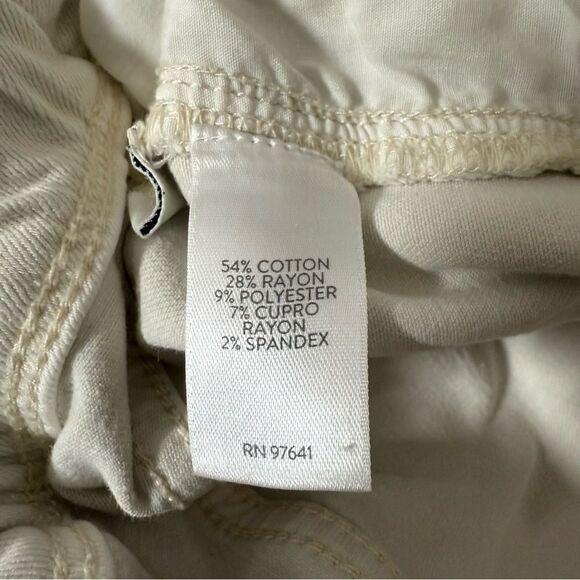 54% COTTON
28% RAYON
9% POLYESTER
7% CUPRO
RAYON
2% SPANDEX
RN 97641